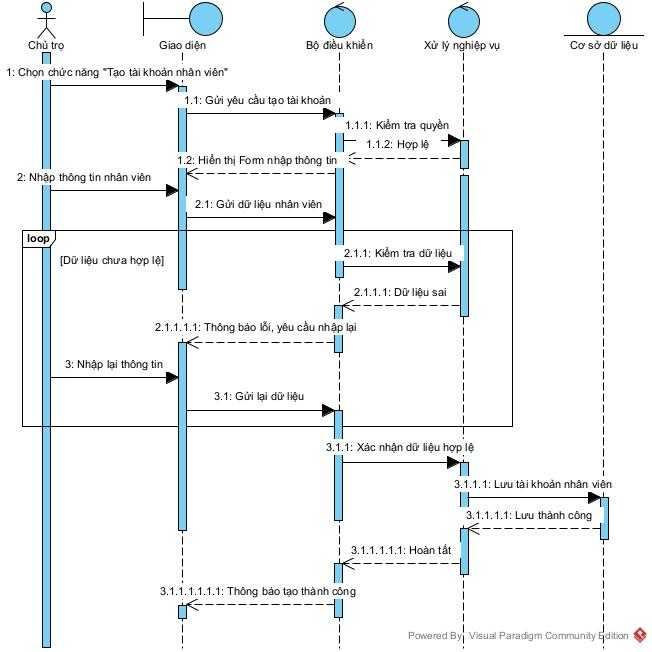 Chủ trọ
Giao diện
Bộ điều khiển
Xử lý nghiệp vụ
Cơ sở dữ liệu
1: Chọn chức năng "Tạo tài khoản nhân viên"
1.1: Gửi yêu cầu tạo tài khoản
1.1.1: Kiểm tra quyền
1.1.2: Hợp lệ
1.2: Hiển thị Form nhập thông tin
2: Nhập thông tin nhân viên
2.1: Gửi dữ liệu nhân viên
loop
[Dữ liệu chưa hợp lệ]
2.1.1: Kiểm tra dữ liệu
2.1.1.1: Dữ liệu sai
2.1.1.1.1: Thông báo lỗi, yêu cầu nhập lại
3: Nhập lại thông tin
3.1: Gửi lại dữ liệu
3.1.1: Xác nhận dữ liệu hợp lệ
3.1.1.1: Lưu tài khoản nhân viên
3.1.1.1.1: Lưu thành công
3.1.1.1.1.1: Hoàn tất
3.1.1.1.1.1.1: Thông báo tạo thành công
Powered By: Visual Paradigm Community Edition